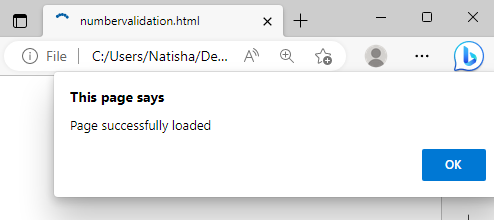 numbervalidation.html
File C:/Users/Natisha/De...
This page says
Page successfully loaded
OK